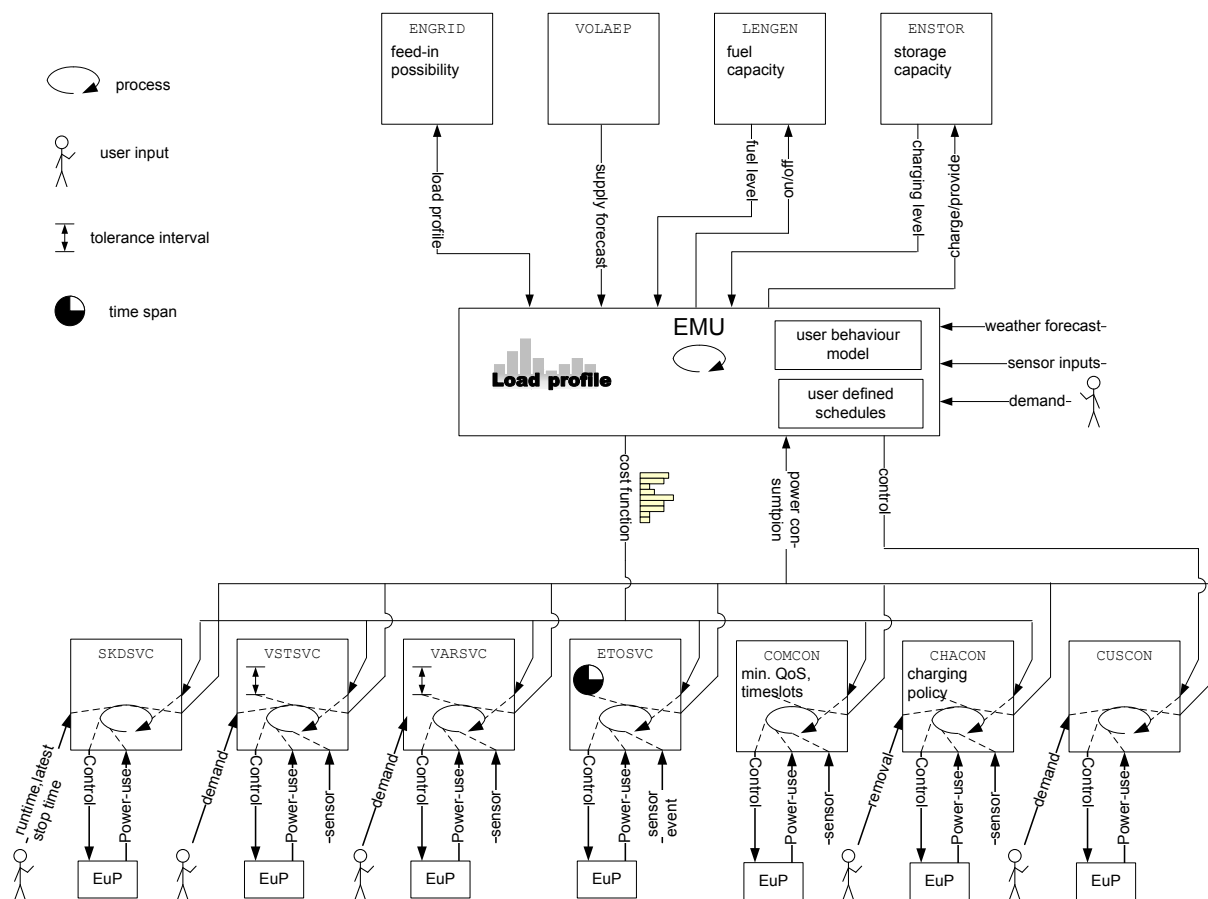 ENGRID
feed-in
possibility
VOLAEP
LENGEN
fuel
capacity
ENSTOR
storage
capacity
process
user input
tolerance interval
time span
load profile
supply forecast
fuel level
on/off
charging level
charge/provide
EMU
Load profile
user behaviour
model
user defined
schedules
weather forecast
sensor inputs
demand
cost function
power con-
sumtpion
control
SKDSVC
VSTSVC
VARSVC
ETOSVC
COMCON
min. QoS,
timeslots
CHACON
charging
policy
CUSCON
runtime,latest
stop time
Control
Power-use
demand
Control
Power-use
sensor
demand
Control
Power-use
sensor
Control
Power-use
sensor
event
Control
Power-use
sensor
removal
Control
Power-use
sensor
demand
Control
Power-use
EuP
EuP
EuP
EuP
EuP
EuP
EuP